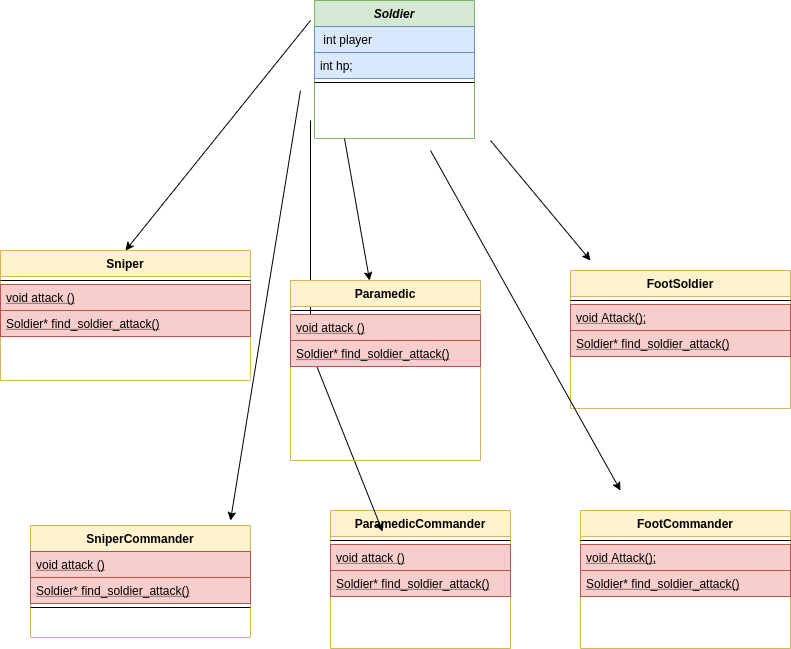 Soldier
int player
int hp;
Sniper
void attack ()
Soldier* find_soldier_attack()
Paramedic
void attack ()
Soldier* find_soldier_attack()
FootSoldier
void Attack();
Soldier* find_soldier_attack()
SniperCommander
void attack ()
Soldier* find_soldier_attack()
ParamedicCommander
void attack ()
Soldier* find_soldier_attack()
FootCommander
void Attack();
Soldier* find_soldier_attack()